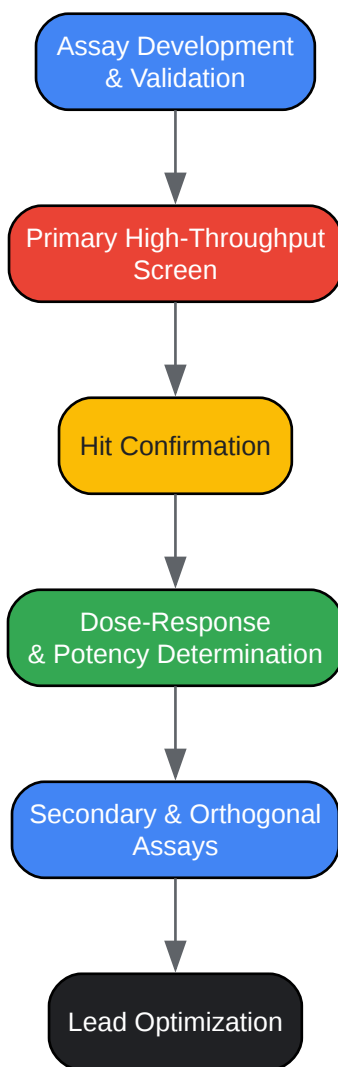 Assay Development
& Validation
Primary High-Throughput
Screen
Hit Confirmation
Dose-Response
& Potency Determination
Secondary & Orthogonal
Assays
Lead Optimization